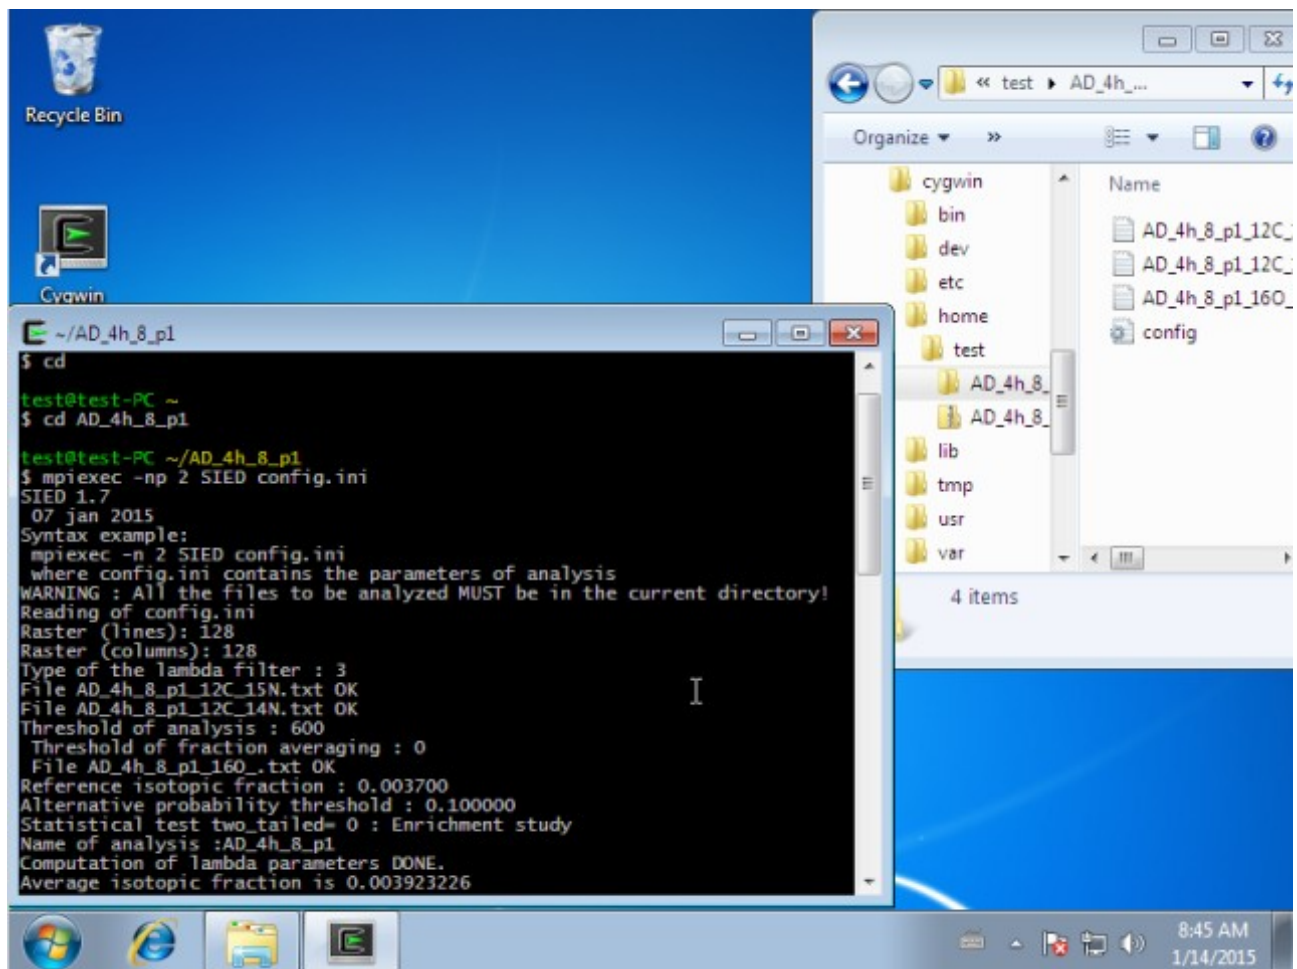 Recycle Bin
Cygwin
« test ▸ AD_4h_...
Organize ▾ »
cygwin
bin
dev
etc
home
test
AD_4h_8_
AD_4h_8_
lib
tmp
usr
var
Name
AD_4h_8_p1_12C_
AD_4h_8_p1_12C_
AD_4h_8_p1_16O_
config
4 items
~/AD_4h_8_p1
$ cd
test@test-PC ~
$ cd AD_4h_8_p1
test@test-PC ~/AD_4h_8_p1
$ mpiexec -np 2 SIED config.ini
SIED 1.7
07 jan 2015
Syntax example:
mpiexec -n 2 SIED config.ini
where config.ini contains the parameters of analysis
WARNING : All the files to be analyzed MUST be in the current directory!
Reading of config.ini
Raster (lines): 128
Raster (columns): 128
Type of the lambda filter : 3
File AD_4h_8_p1_12C_15N.txt OK
File AD_4h_8_p1_12C_14N.txt OK
Threshold of analysis : 600
Threshold of fraction averaging : 0
File AD_4h_8_p1_16O_.txt OK
Reference isotopic fraction : 0.003700
Alternative probability threshold : 0.100000
Statistical test two_tailed= 0 : Enrichment study
Name of analysis :AD_4h_8_p1
Computation of lambda parameters DONE.
Average isotopic fraction is 0.003923226
8:45 AM
1/14/2015